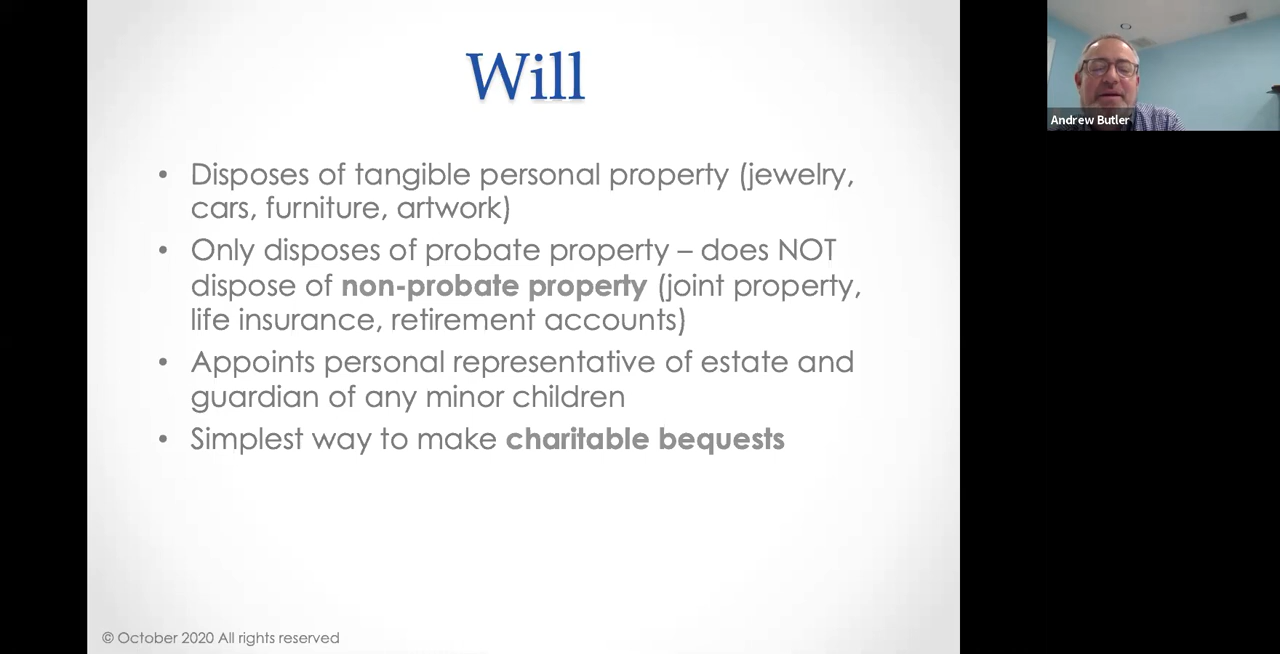 Will
• Disposes of tangible personal property (jewelry,
cars, furniture, artwork)
• Only disposes of probate property – does NOT
dispose of non-probate property (joint property,
life insurance, retirement accounts)
• Appoints personal representative of estate and
guardian of any minor children
• Simplest way to make charitable bequests
© October 2020 All rights reserved
Andrew Butler